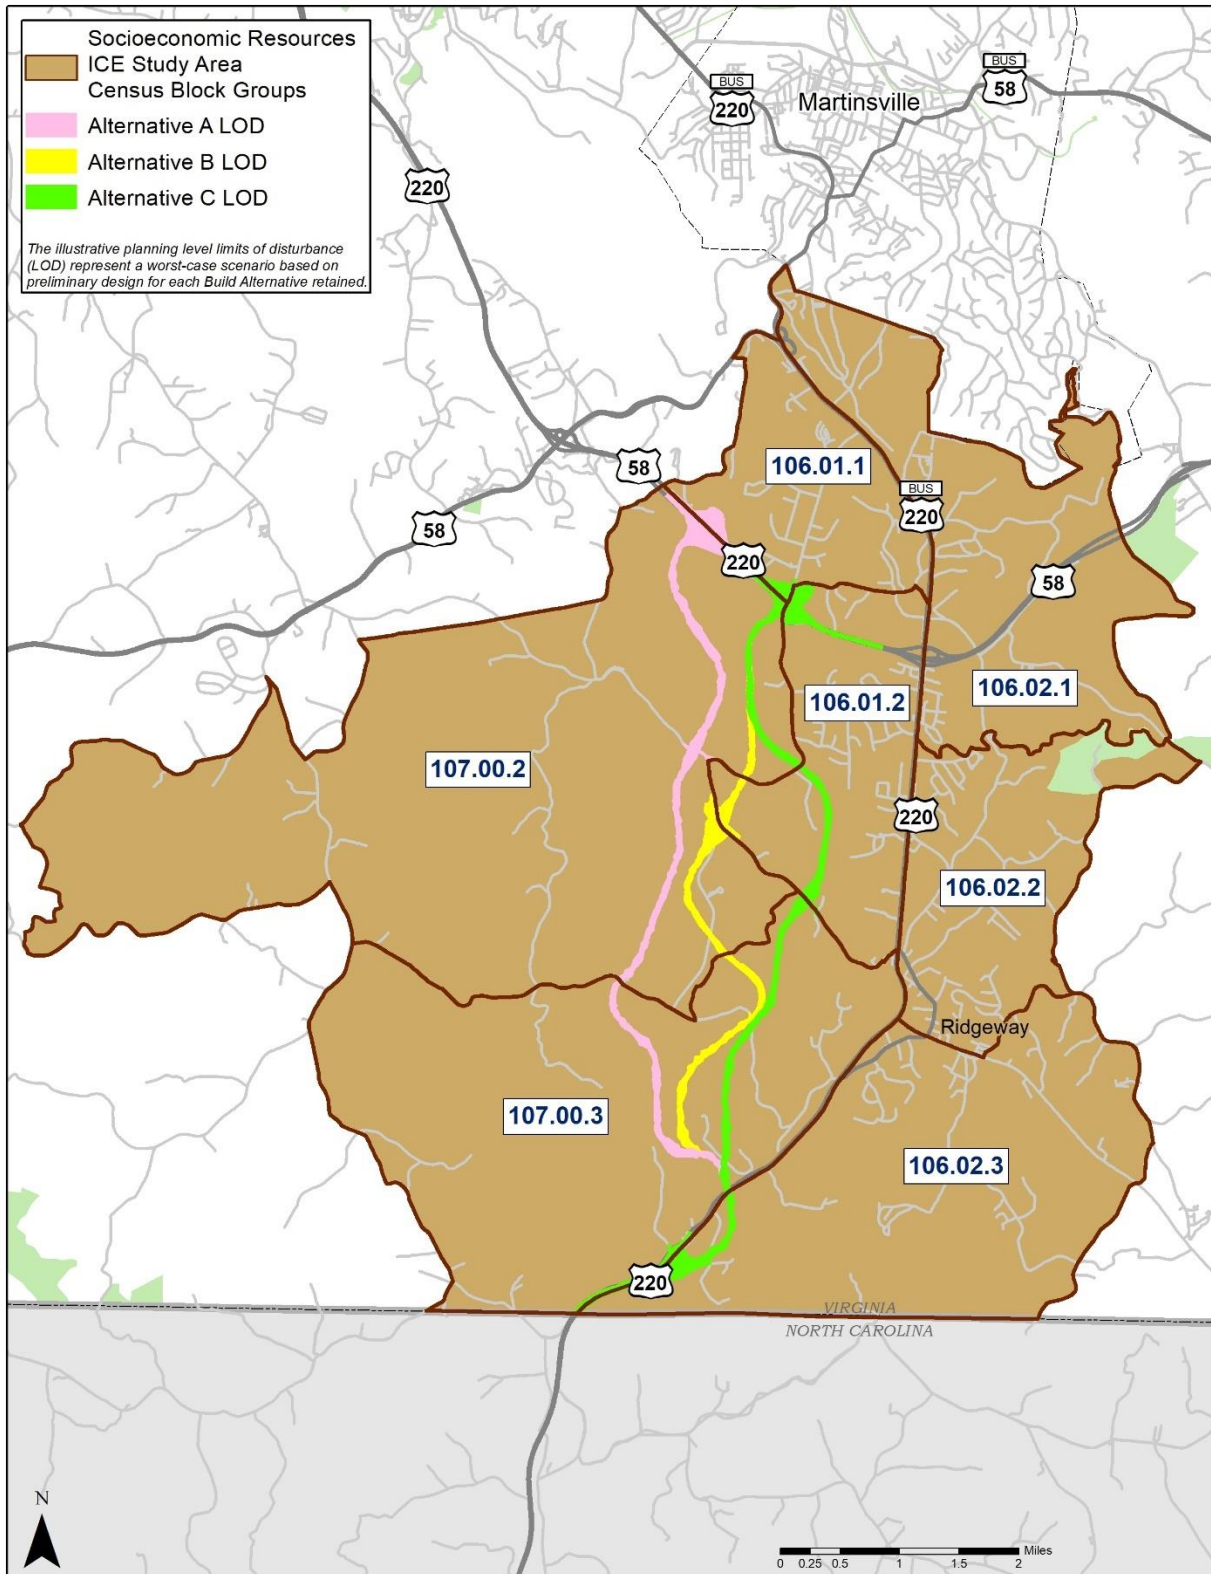 Socioeconomic Resources
ICE Study Area
Census Block Groups
Alternative A LOD
Alternative B LOD
Alternative C LOD
The illustrative planning level limits of disturbance
(LOD) represent a worst-case scenario based on
preliminary design for each Build Alternative retained.
BUS
58
BUS
220
Martinsville
220
58
106.01.1
58
BUS
220
220
58
106.02.1
106.01.2
107.00.2
220
106.02.2
Ridgeway
107.00.3
106.02.3
220
VIRGINIA
NORTH CAROLINA
N
Miles
0 0.25 0.5 1 1.5 2